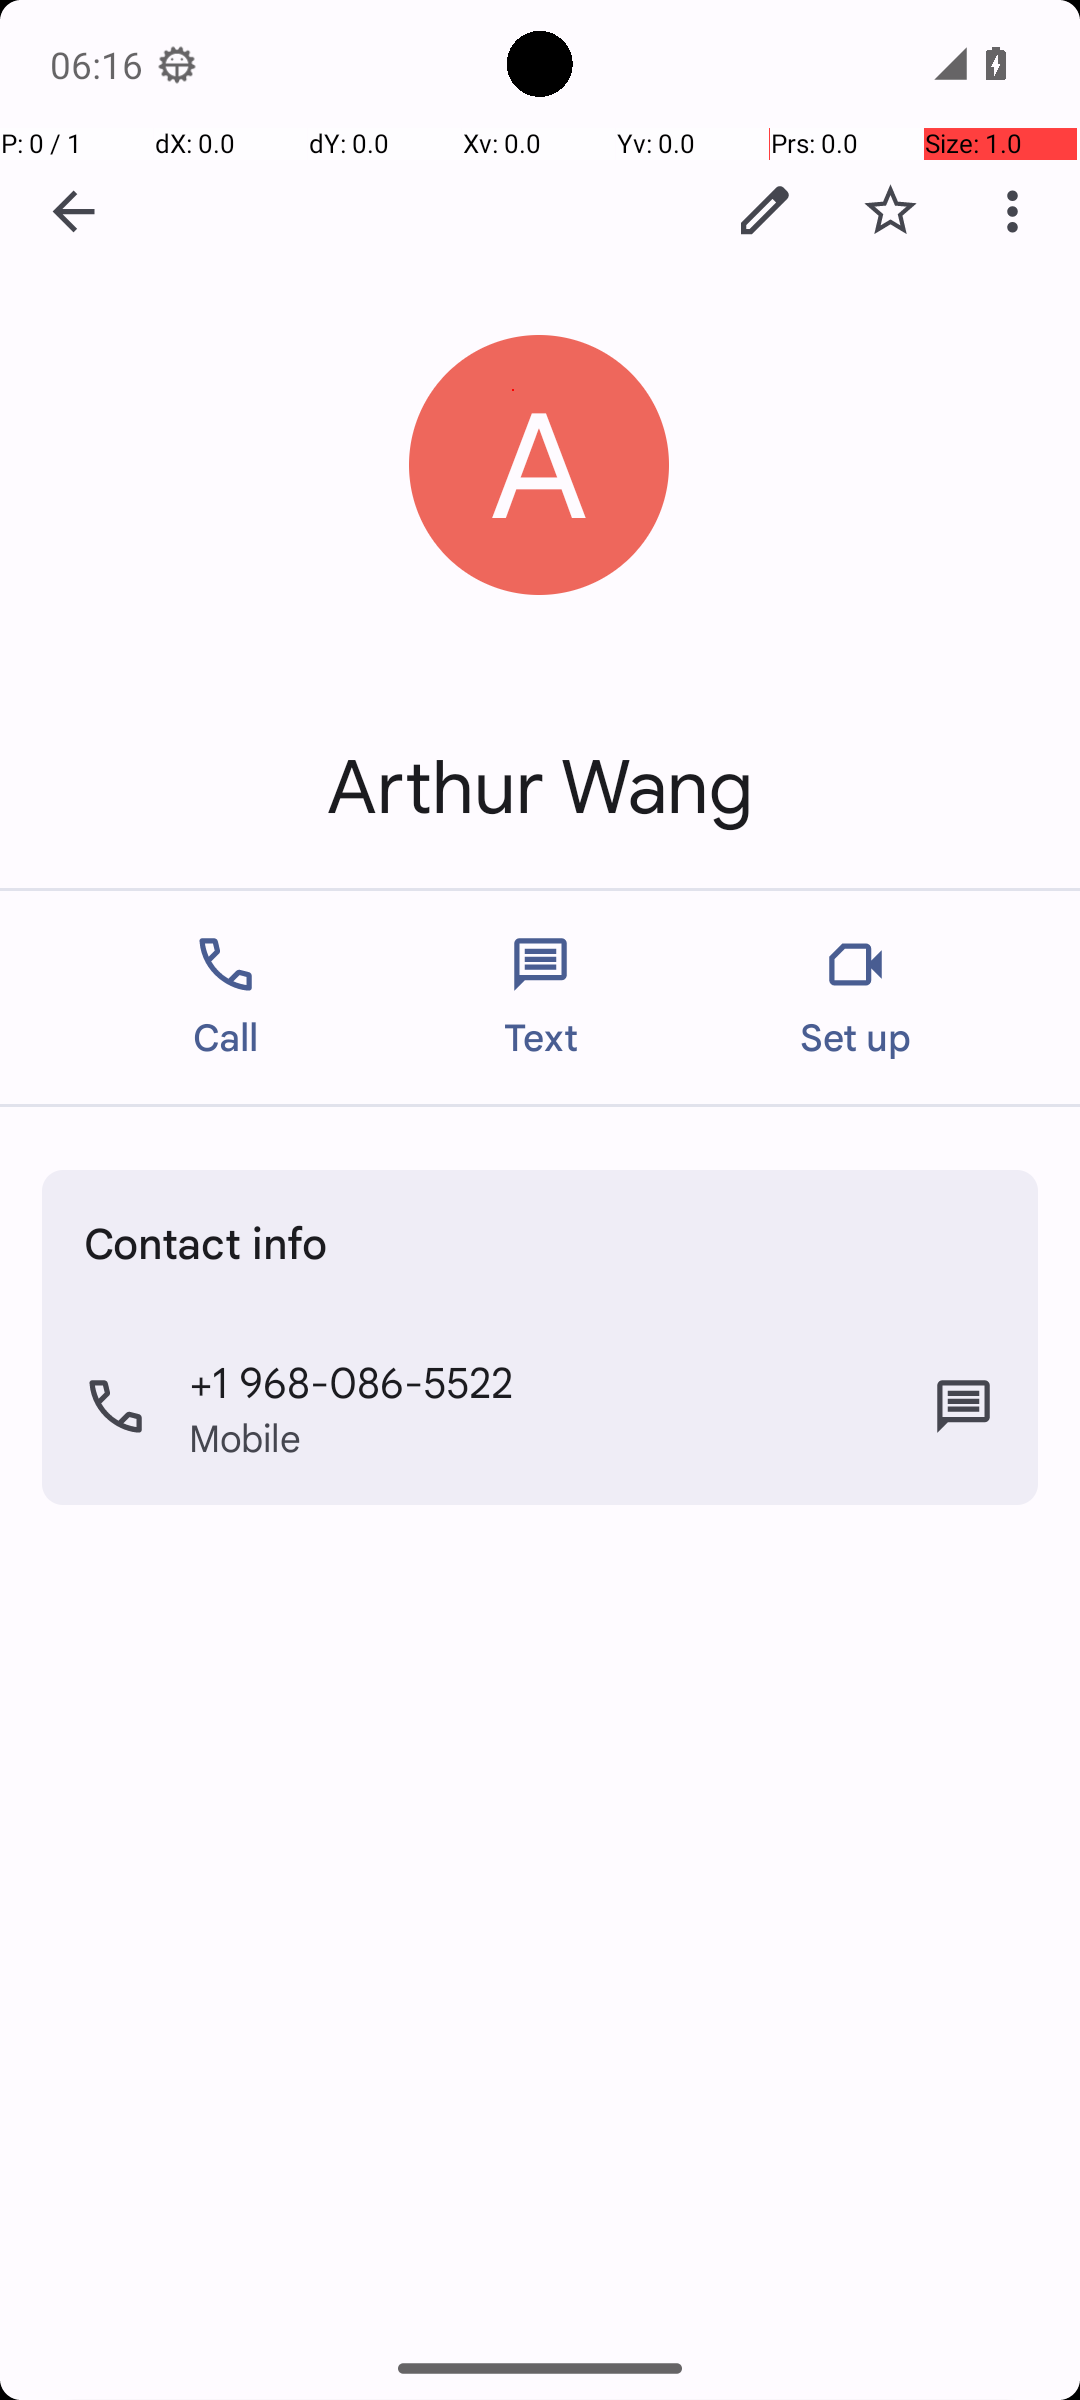 06:16
P: 0 / 1 dX: 0.0 dY: 0.0 Xv: 0.0 Yv: 0.0 Prs: 0.0 Size: 1.0
A
Arthur Wang
Call Text Set up
Contact info
+1 968-086-5522
Mobile